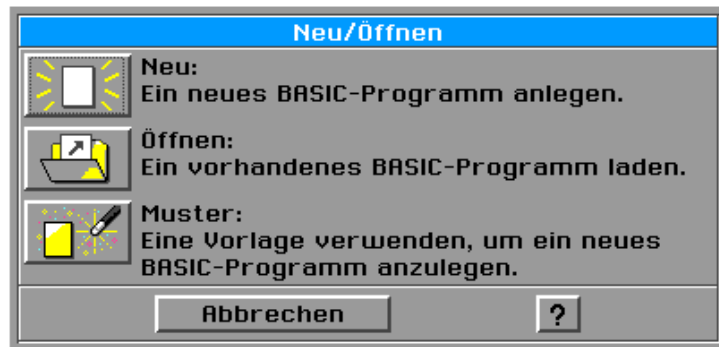 Neu/Öffnen
Neu:
Ein neues BASIC-Programm anlegen.
Öffnen:
Ein vorhandenes BASIC-Programm laden.
Muster:
Eine Vorlage verwenden, um ein neues
BASIC-Programm anzulegen.
Abbrechen
?